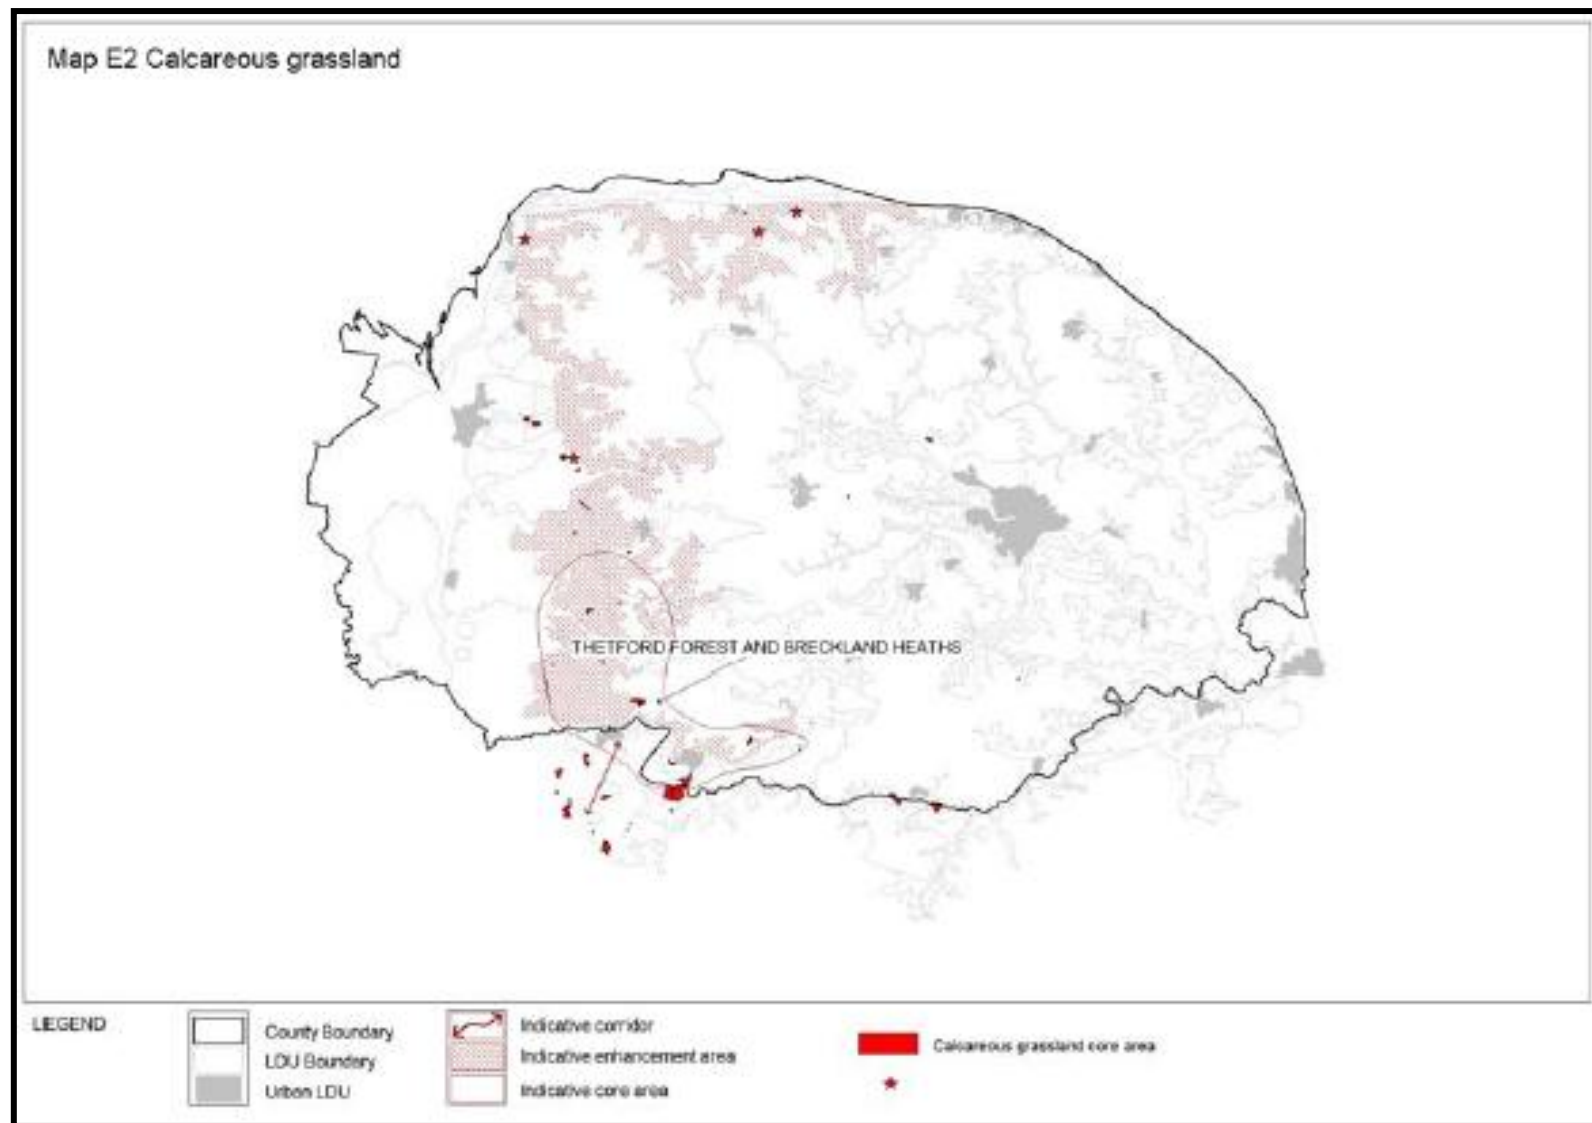 Map E2 Calcareous grassland
THETFORD FOREST AND BRECKLAND HEATHS
LEGEND
County Boundary
LDU Boundary
Urban LDU
Indicative corridor
Indicative enhancement area
Indicative core area
Calcareous grassland core area